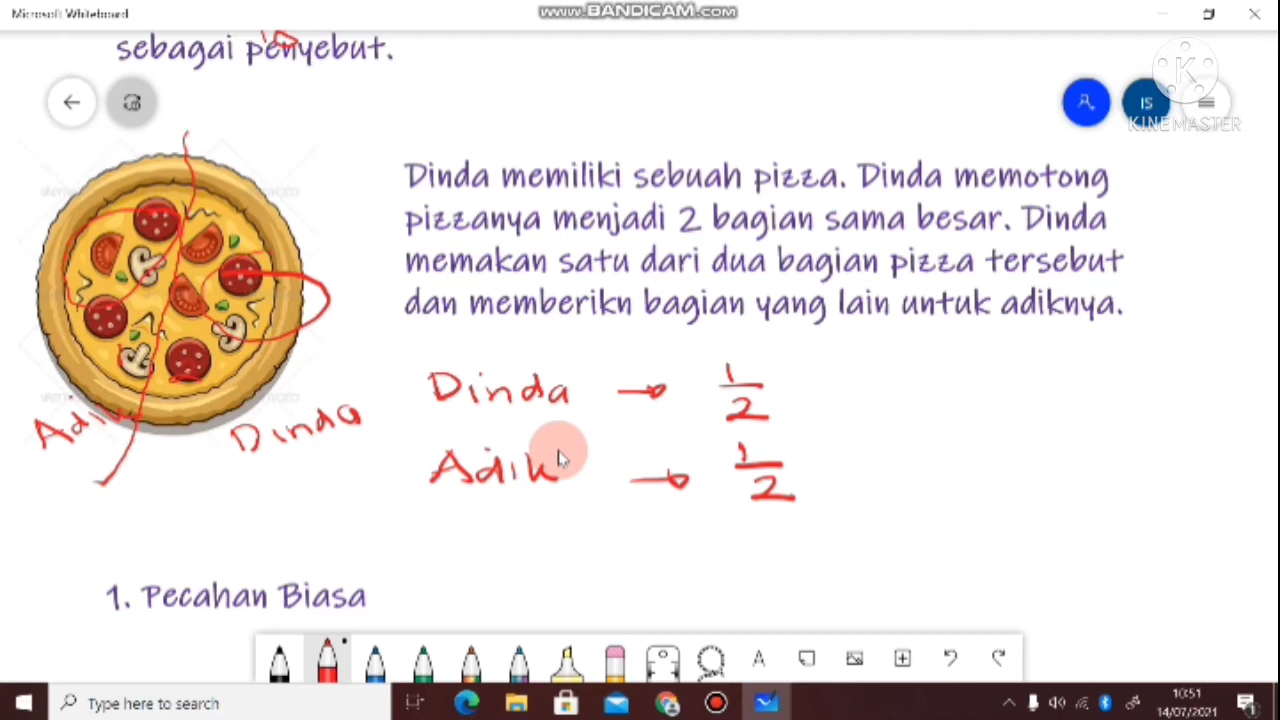 Microsoft Whiteboard
www.BANDICAM.com
sebagai penyebut.
IS
K
KINEMASTER
Dinda memiliki sebuah pizza. Dinda memotong
pizzanya menjadi 2 bagian sama besar. Dinda
memakan satu dari dua bagian pizza tersebut
dan memberikn bagian yang lain untuk adiknya.
Adik
Dinda
Dinda → 1/2
Adik → 1/2
1. Pecahan Biasa
A
Type here to search
10:51
14/07/2021
1